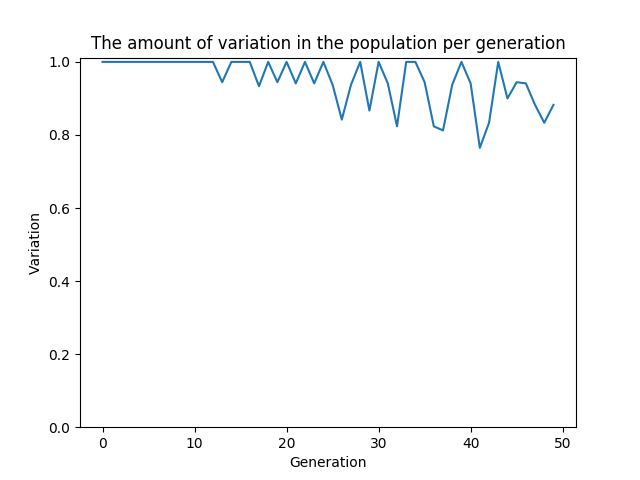 The amount of variation in the population per generation
1.0
0.8
0.6
0.4
0.2
0.0
Variation
0 10 20 30 40 50
Generation